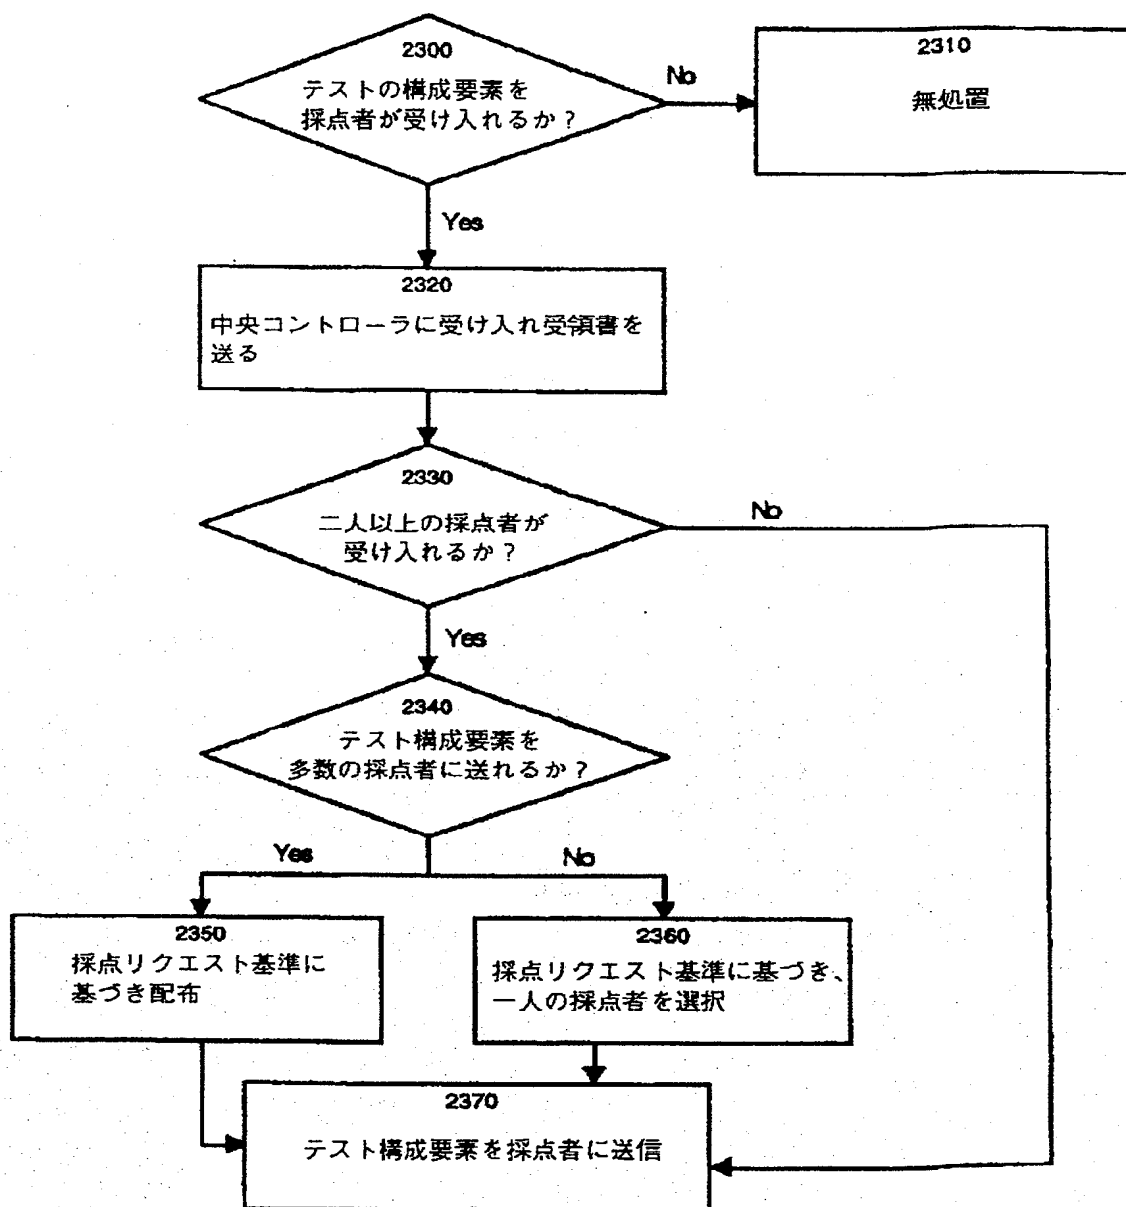 2300
テストの構成要素を
採点者が受け入れるか？
No
2310
無処置
Yes
2320
中央コントローラに受け入れ受領書を
送る
2330
二人以上の採点者が
受け入れるか？
No
Yes
2340
テスト構成要素を
多数の採点者に送れるか？
Yes
No
2350
採点リクエスト基準に
基づき配布
2360
採点リクエスト基準に基づき、
一人の採点者を選択
2370
テスト構成要素を採点者に送信